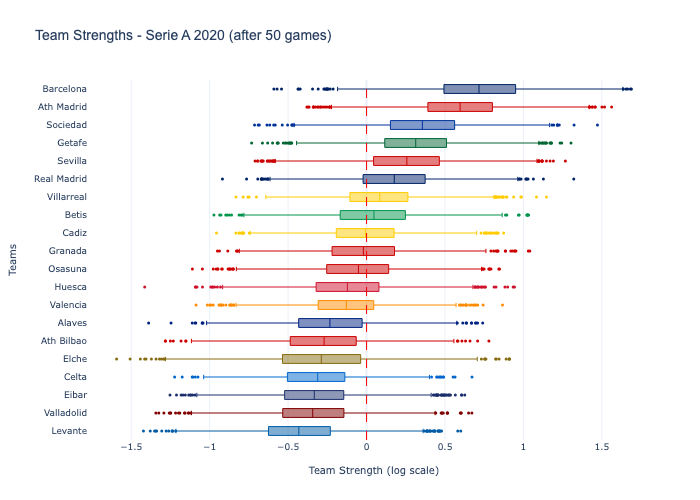 Team Strengths - Serie A 2020 (after 50 games)
Barcelona
Ath Madrid
Sociedad
Getafe
Sevilla
Real Madrid
Villarreal
Betis
Cadiz
Granada
Osasuna
Huesca
Valencia
Alaves
Ath Bilbao
Elche
Celta
Eibar
Valladolid
Levante
Teams
−1.5 −1 −0.5 0 0.5 1 1.5
Team Strength (log scale)